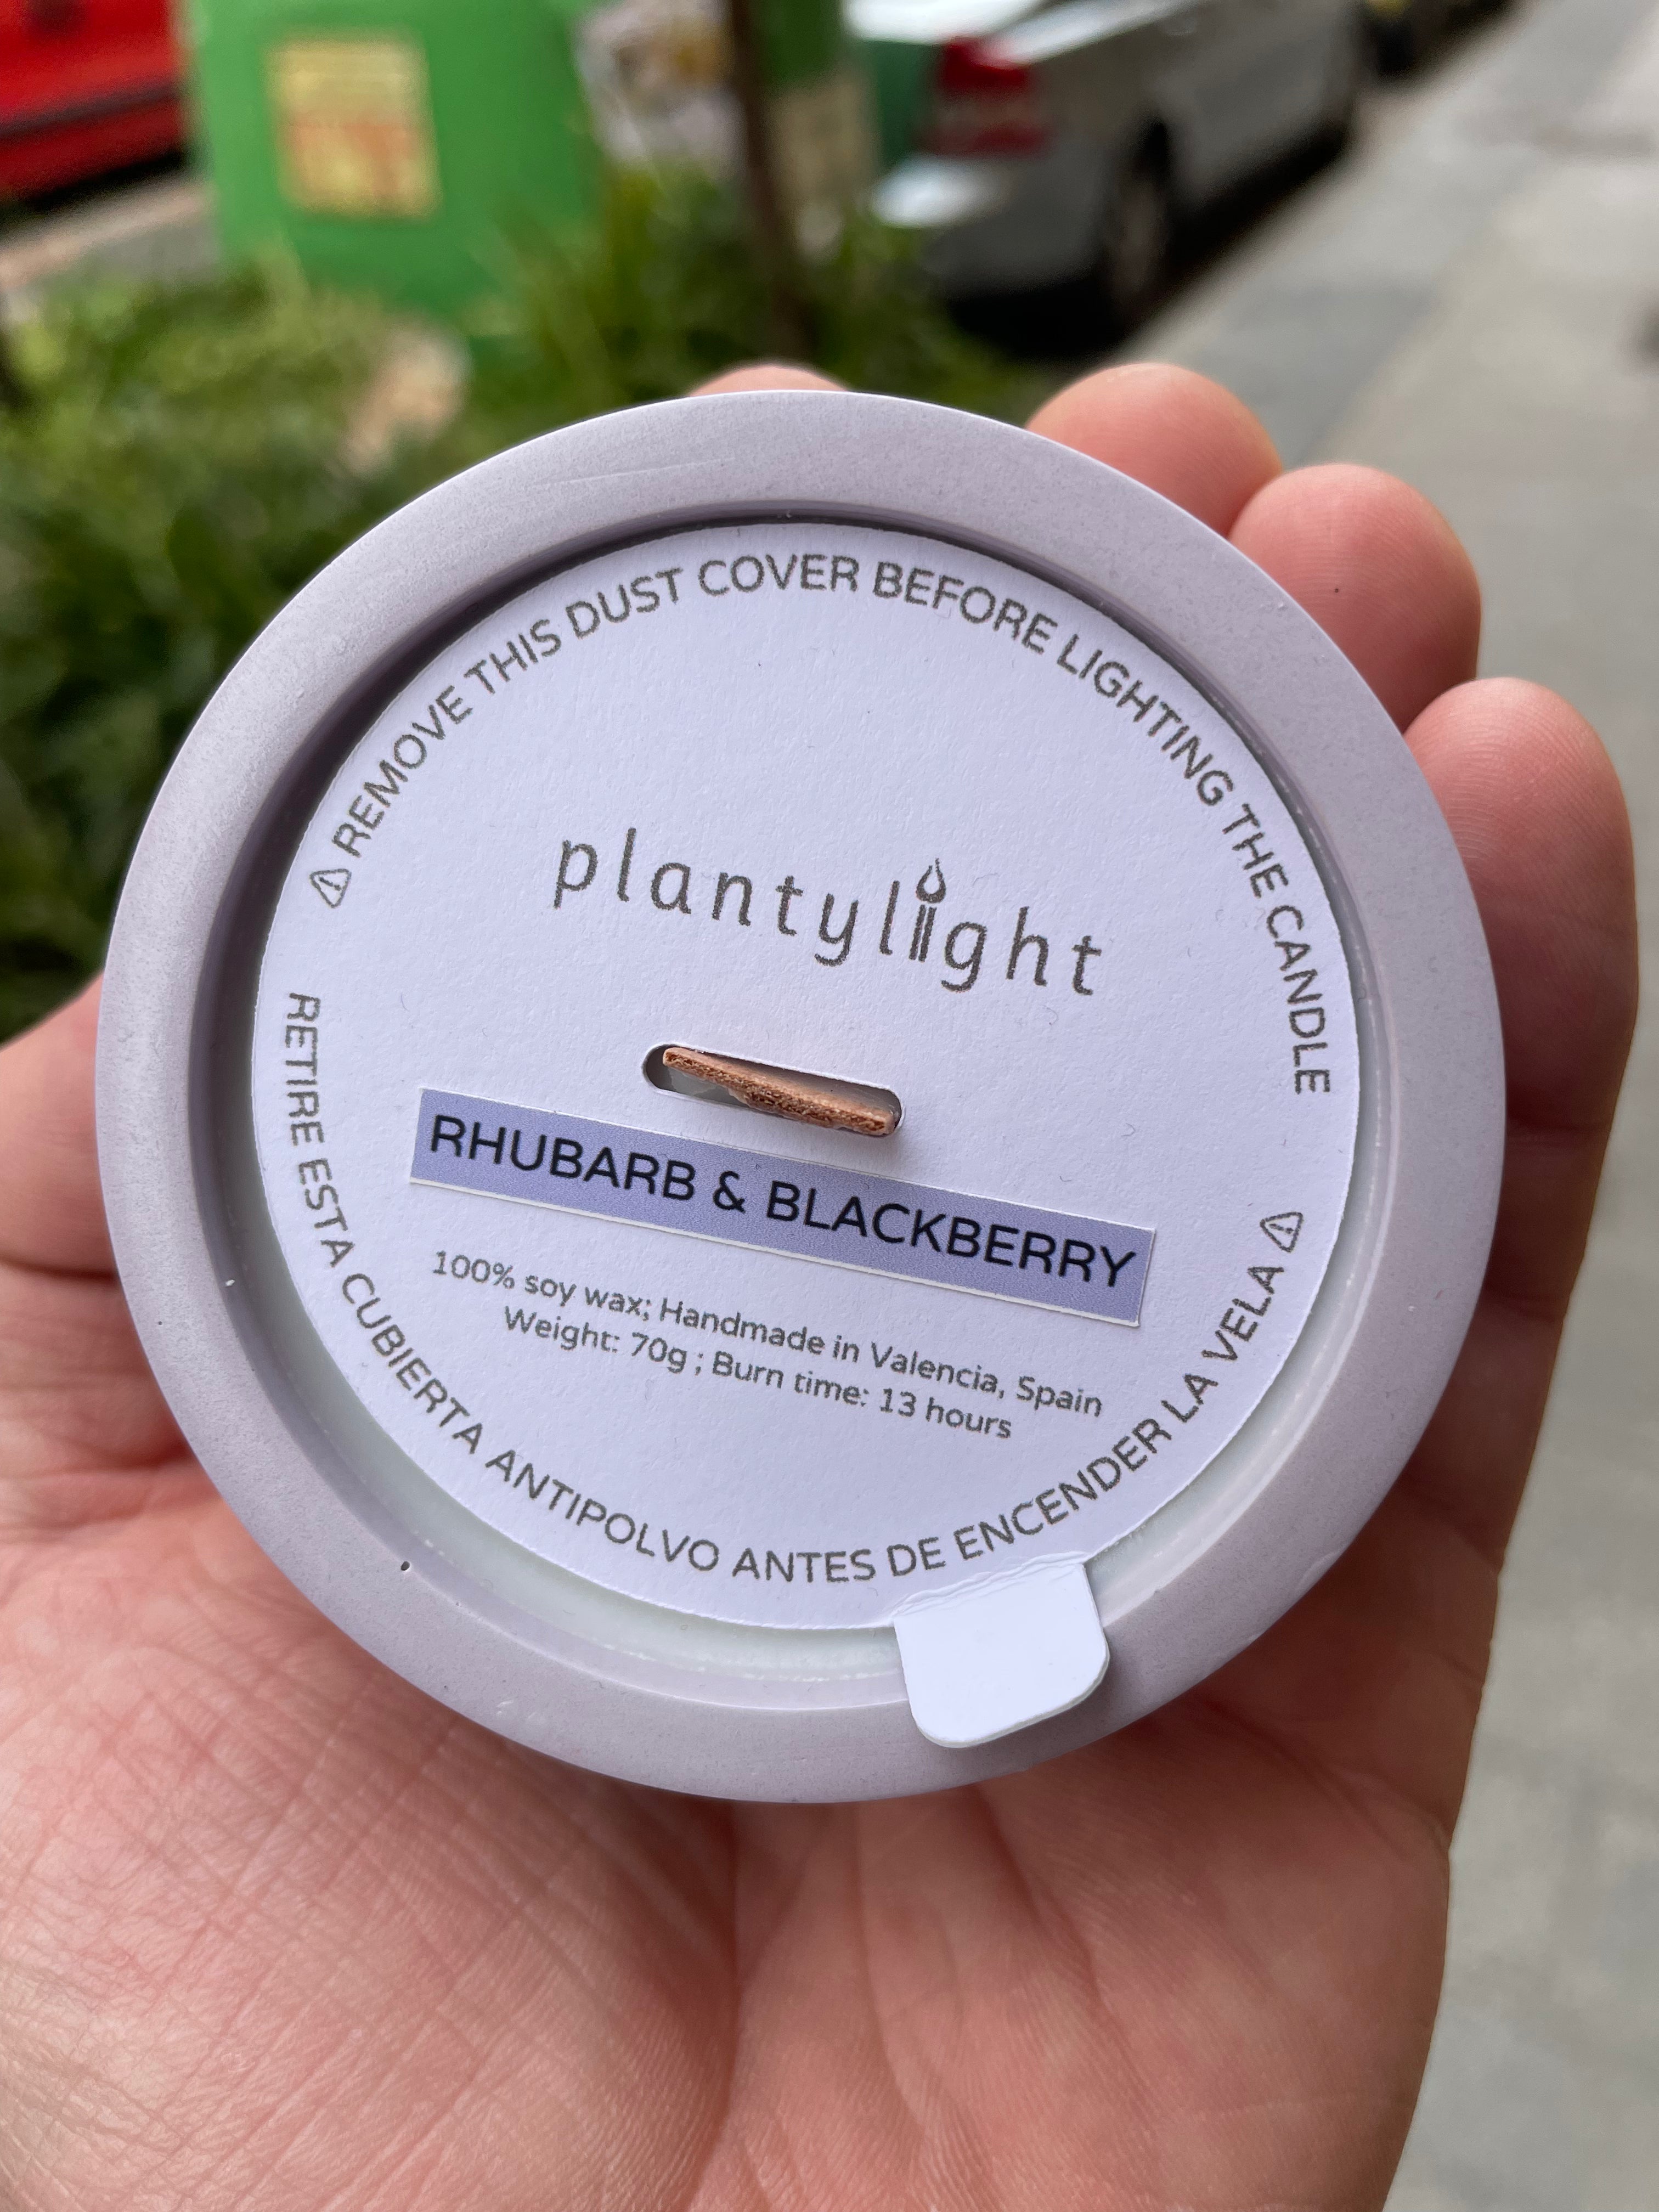 ⚠ REMOVE THIS DUST COVER BEFORE LIGHTING THE CANDLE
plantylight
RHUBARB & BLACKBERRY
100% soy wax; Handmade in Valencia, Spain
Weight: 70g ; Burn time: 13 hours
RETIRE ESTA CUBIERTA ANTIPOLVO ANTES DE ENCENDER LA VELA ⚠